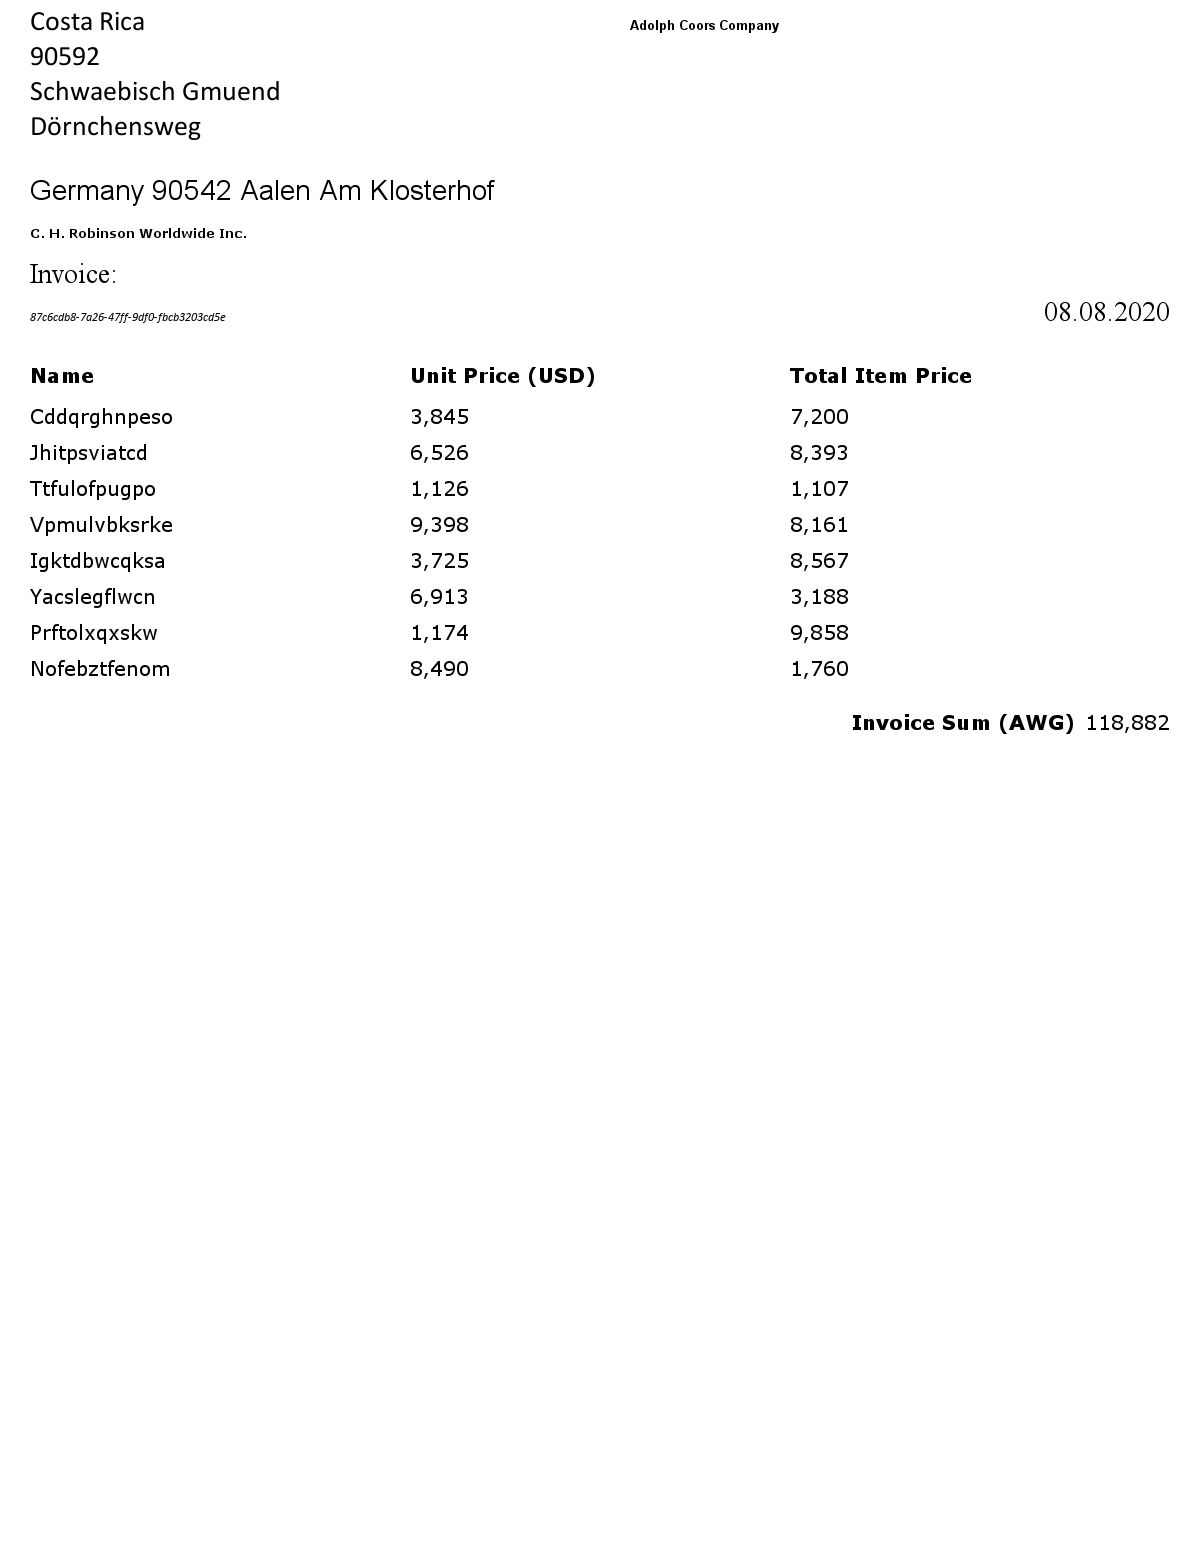 Costa Rica
90592
Schwaebisch Gmuend
Dörnchensweg
Adolph Coors Company
Germany 90542 Aalen Am Klosterhof
C. H. Robinson Worldwide Inc.
Invoice:
87c6cdb8-7a26-47ff-9df0-fbcb3203cd5e
08.08.2020
Name Unit Price (USD) Total Item Price
Cddqrghnpeso 3,845 7,200
Jhitpsviatcd 6,526 8,393
Ttfulofpugpo 1,126 1,107
Vpmulvbksrke 9,398 8,161
Igktdbwcqksa 3,725 8,567
Yacslegflwcn 6,913 3,188
Prftolxqxskw 1,174 9,858
Nofebztfenom 8,490 1,760
Invoice Sum (AWG) 118,882